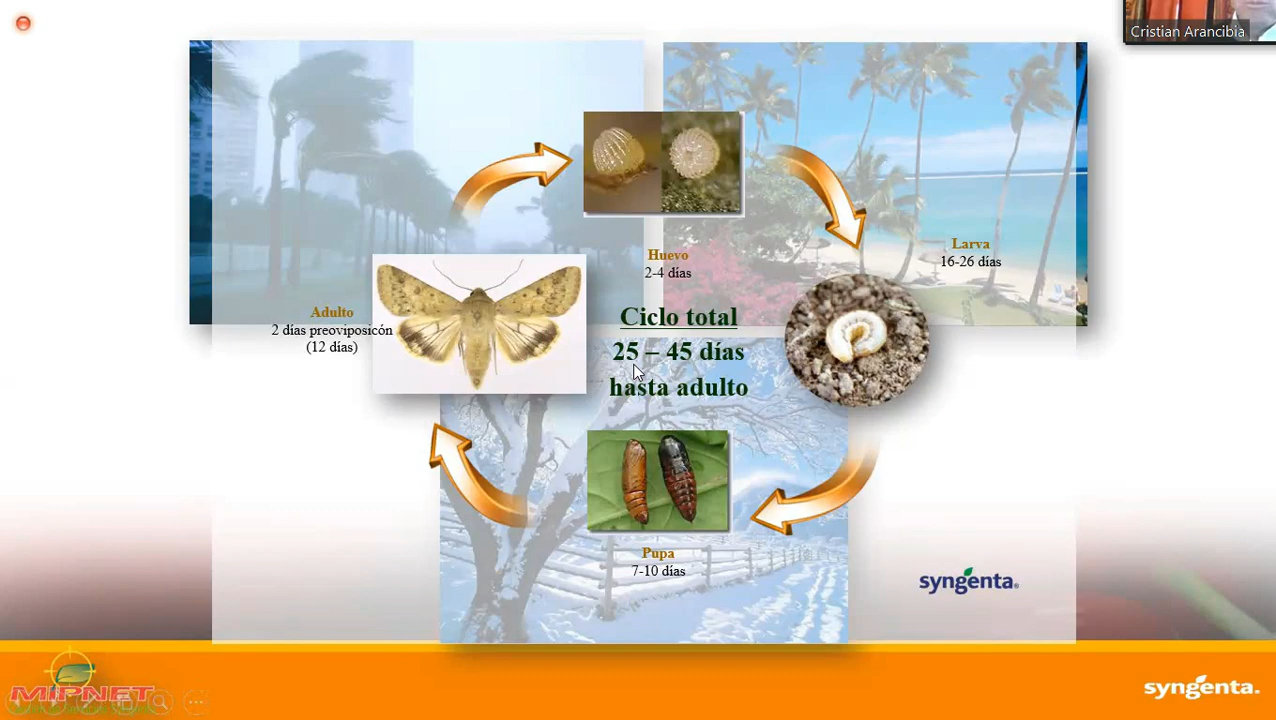 Cristian Arancibia
Huevo
2-4 días
Larva
16-26 días
Adulto
2 días preoviposicón
(12 días)
Ciclo total
25 – 45 días
hasta adulto
Pupa
7-10 días
syngenta®
MIPNET
syngenta.